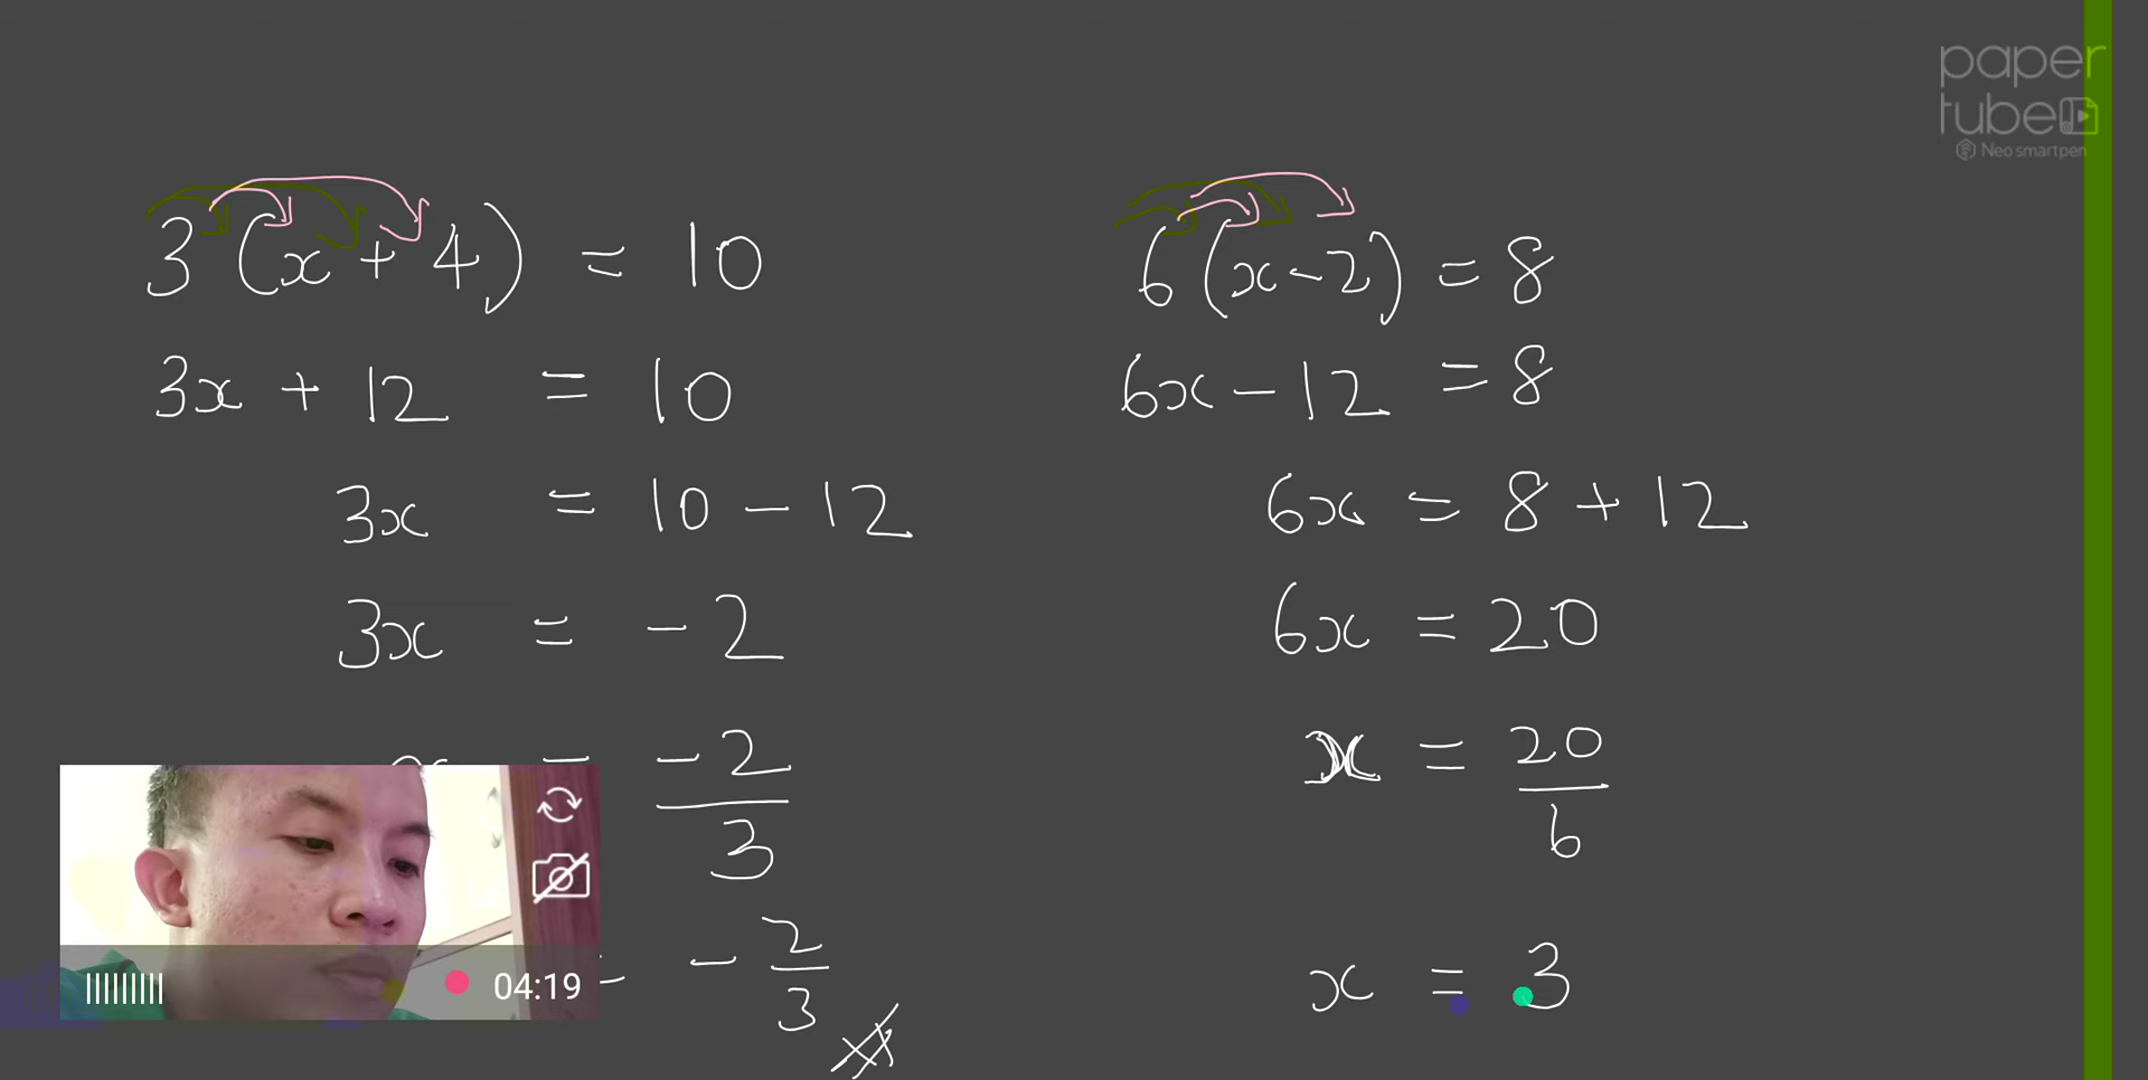 paper
tube
Neo smartpen
3(x + 4) = 10
3x + 12 = 10
3x = 10 - 12
3x = -2
x = -2/3
= -2/3
6(x - 2) = 8
6x - 12 = 8
6x = 8 + 12
6x = 20
x = 20/6
x = 3
04:19